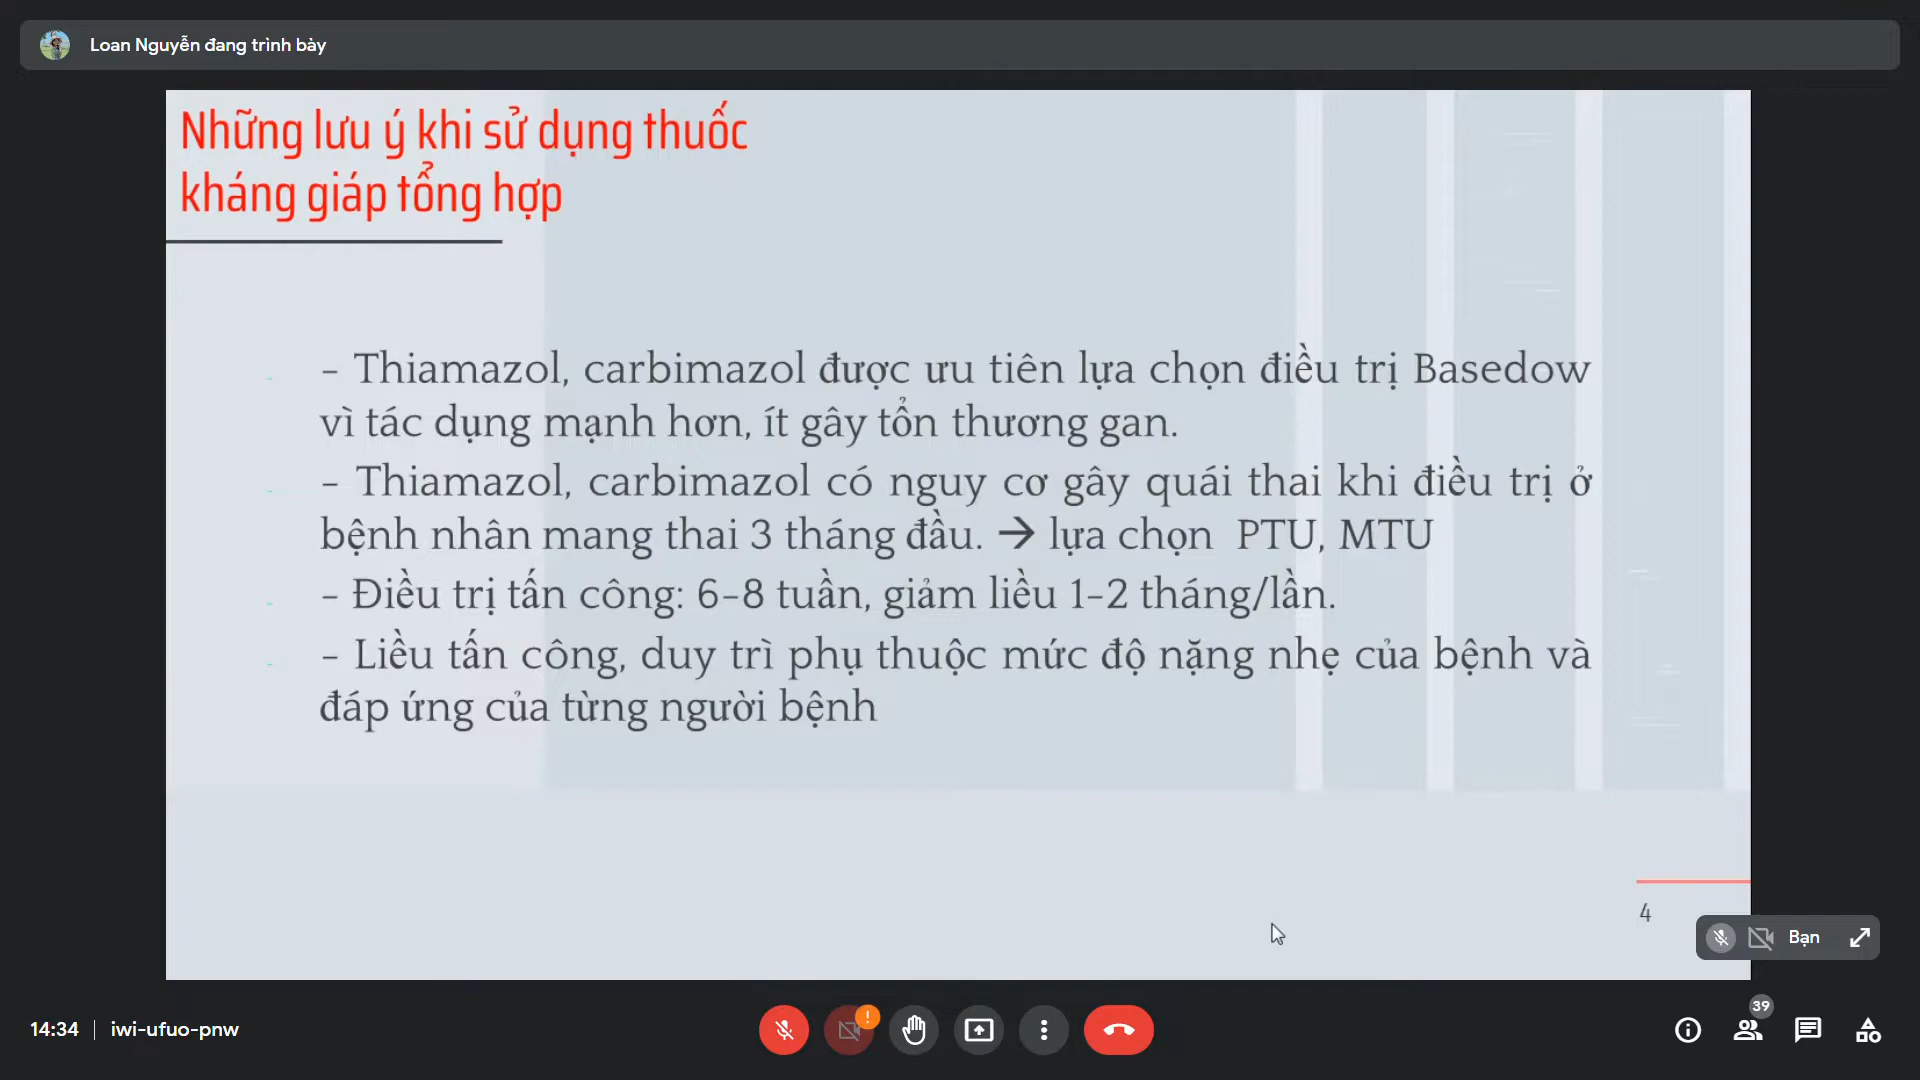 Loan Nguyễn đang trình bày
Những lưu ý khi sử dụng thuốc
kháng giáp tổng hợp
- – Thiamazol, carbimazol được ưu tiên lựa chọn điều trị Basedow
vì tác dụng mạnh hơn, ít gây tổn thương gan.
- – Thiamazol, carbimazol có nguy cơ gây quái thai khi điều trị ở
bệnh nhân mang thai 3 tháng đầu. → lựa chọn PTU, MTU
- – Điều trị tấn công: 6–8 tuần, giảm liều 1–2 tháng/lần.
- – Liều tấn công, duy trì phụ thuộc mức độ nặng nhẹ của bệnh và
đáp ứng của từng người bệnh
4
Bạn
14:34 | iwi-ufuo-pnw
!
39